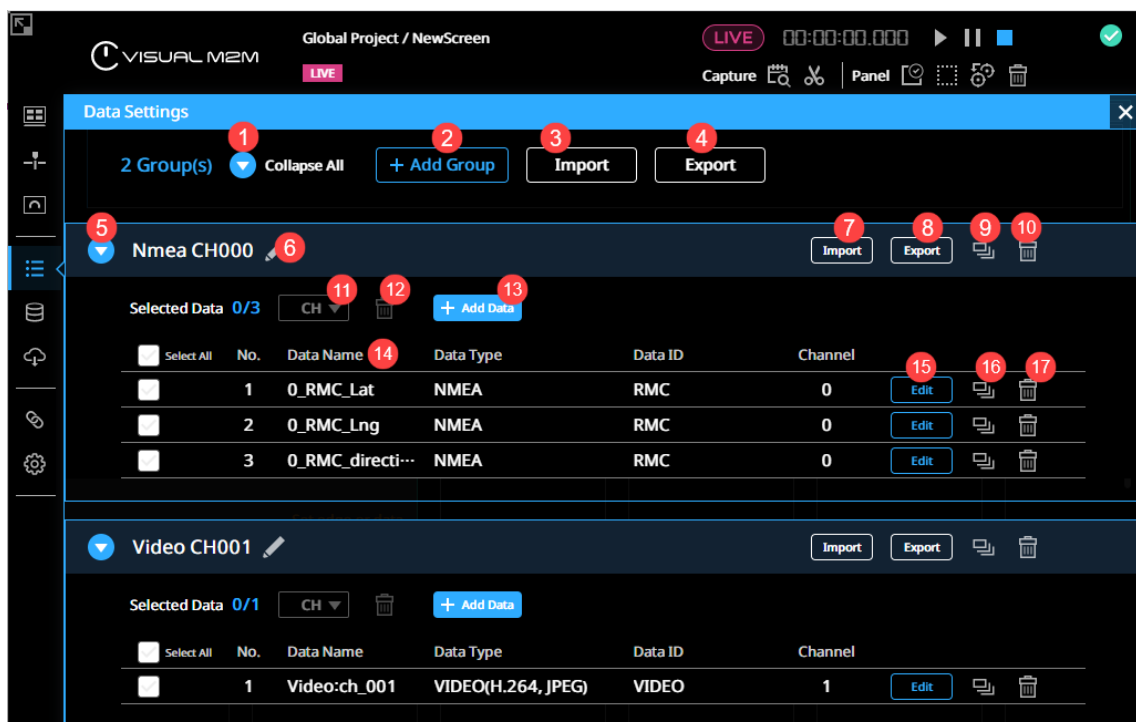 VISUAL M2M
Global Project / NewScreen
LIVE
LIVE 00:00:00.000
Capture Panel
Data Settings
1 2 3 4
2 Group(s) Collapse All + Add Group Import Export
5 6 7 8 9 10
Nmea CH000 Import Export
11 12 13
Selected Data 0/3 CH + Add Data
Select All No. Data Name 14 Data Type Data ID Channel
15 16 17
1 0_RMC_Lat NMEA RMC 0 Edit
2 0_RMC_Lng NMEA RMC 0 Edit
3 0_RMC_directi··· NMEA RMC 0 Edit
Video CH001 Import Export
Selected Data 0/1 CH + Add Data
Select All No. Data Name Data Type Data ID Channel
1 Video:ch_001 VIDEO(H.264, JPEG) VIDEO 1 Edit